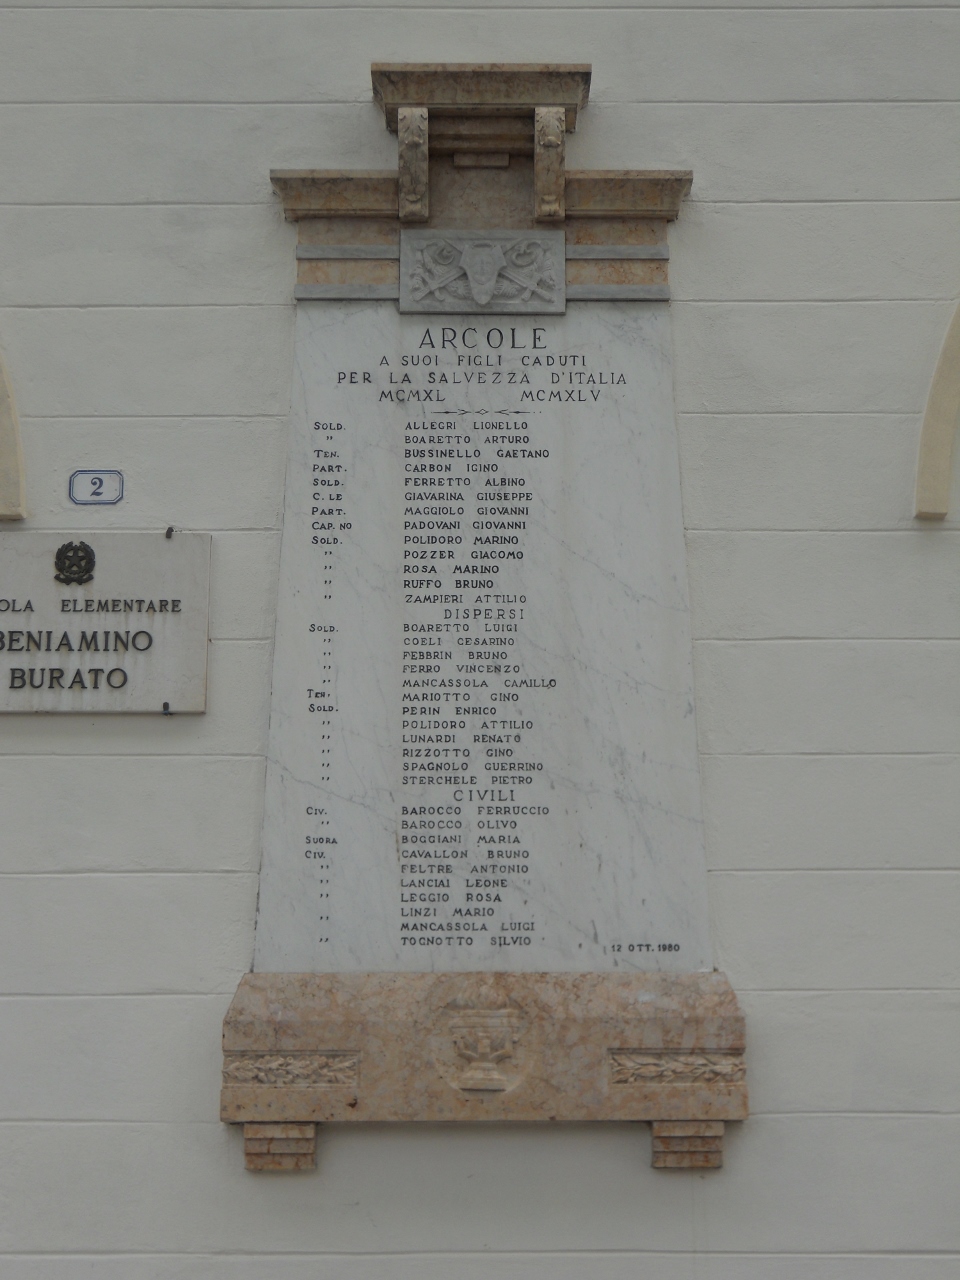 ARCOLE
A SUOI FIGLI CADUTI
PER LA SALVEZZA D'ITALIA
MCMXL MCMXLV
SOLD. ALLEGRI LIONELLO
" BOARETTO ARTURO
TEN. BUSSINELLO GAETANO
PART. CARBON IGINO
SOLD. FERRETTO ALBINO
C. LE GIAVARINA GIUSEPPE
PART. MAGGIOLO GIOVANNI
CAP. NO PADOVANI GIOVANNI
SOLD. POLIDORO MARINO
" POZZER GIACOMO
" ROSA MARINO
" RUFFO BRUNO
" ZAMPIERI ATTILIO
DISPERSI
SOLD. BOARETTO LUIGI
" COELI CESARINO
" FEBBRIN BRUNO
" FERRO VINCENZO
" MANCASSOLA CAMILLO
TEN. MARIOTTO GINO
SOLD. PERIN ENRICO
" POLIDORO ATTILIO
" LUNARDI RENATO
" RIZZOTTO GINO
" SPAGNOLO GUERRINO
" STERCHELE PIETRO
CIVILI
CIV. BAROCCO FERRUCCIO
" BAROCCO OLIVO
SUORA BOGGIANI MARIA
CIV. CAVALLON BRUNO
" FELTRE ANTONIO
" LANCIAI LEONE
" LEGGIO ROSA
LINZI MARIO
" MANCASSOLA LUIGI
" TOGNOTTO SILVIO
12 OTT. 1980
2
OLA ELEMENTARE
BENIAMINO
BURATO